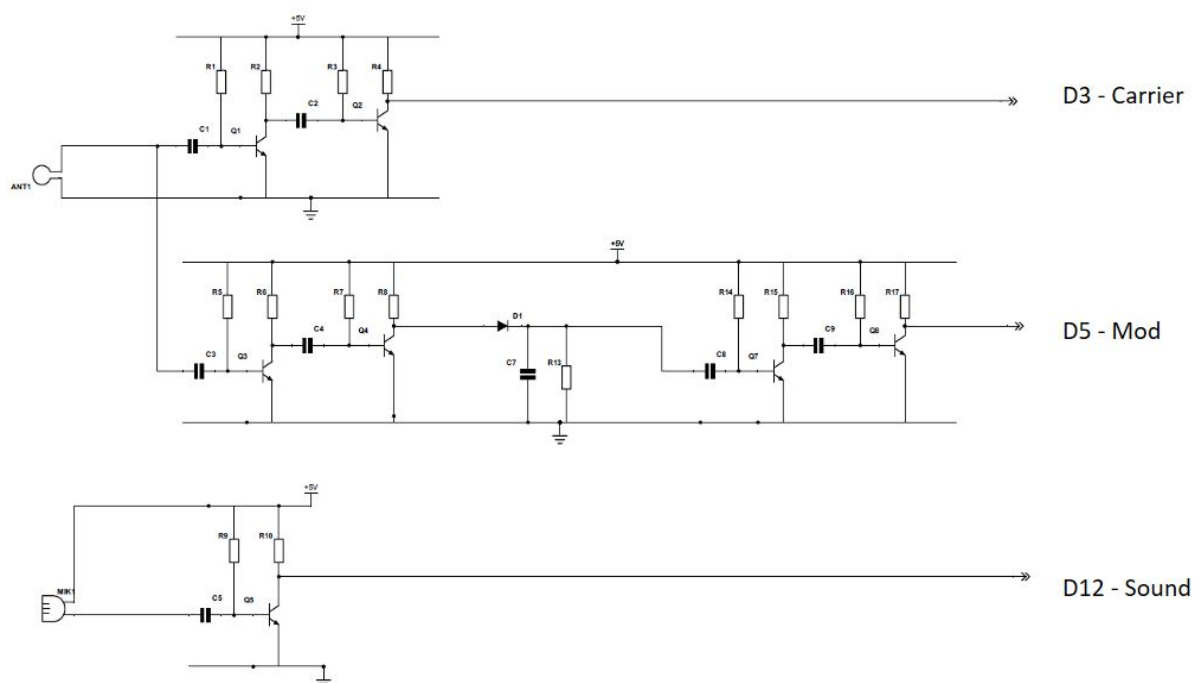 +5V
R1
R2
R3
R4
D3 - Carrier
C2
Q2
C1
Q1
ANT1
+5V
R5
R6
R7
R8
R14
R15
R16
R17
D1
D5 - Mod
C4
Q4
C9
Q8
C3
Q3
C7
R13
C8
Q7
+5V
R9
R10
D12 - Sound
MIK1
C5